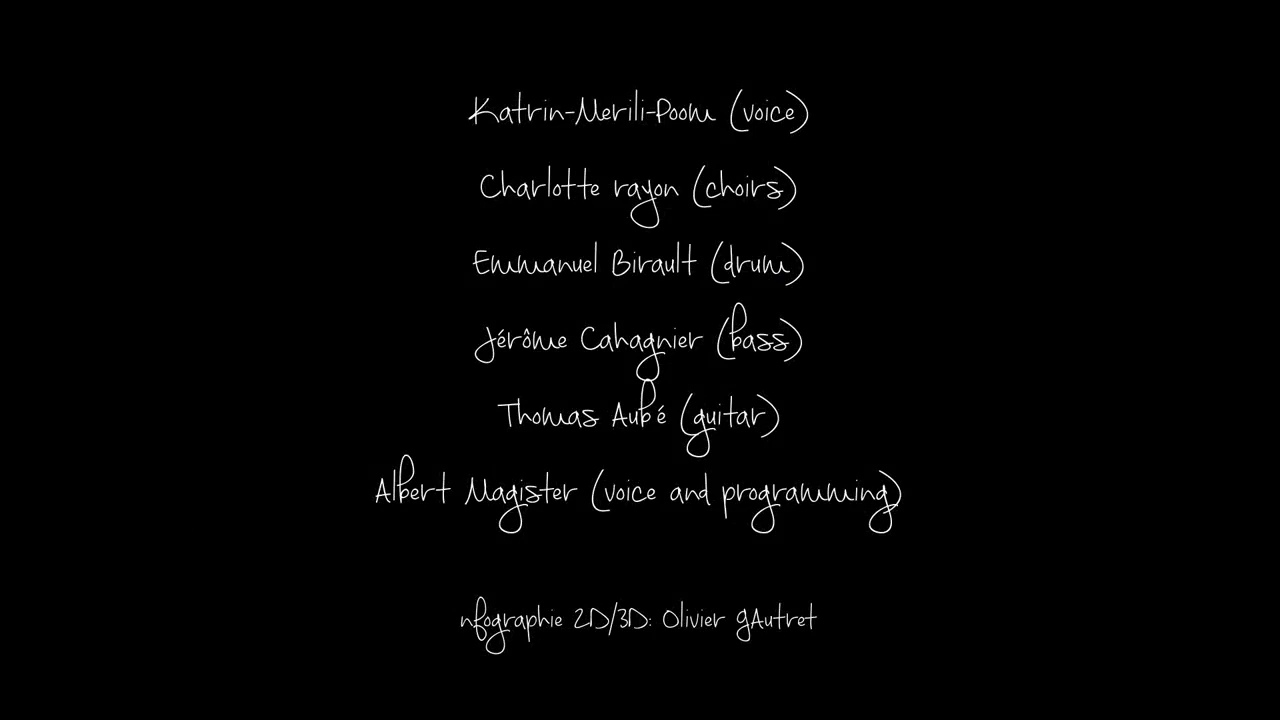 Katrin-Merili-Poom (voice)
Charlotte rayon (choirs)
Emmanuel Birault (drum)
Jérôme Cahagnier (bass)
Thomas Aubé (guitar)
Albert Magister (voice and programming)
nfographie 2D/3D: Olivier gAutret